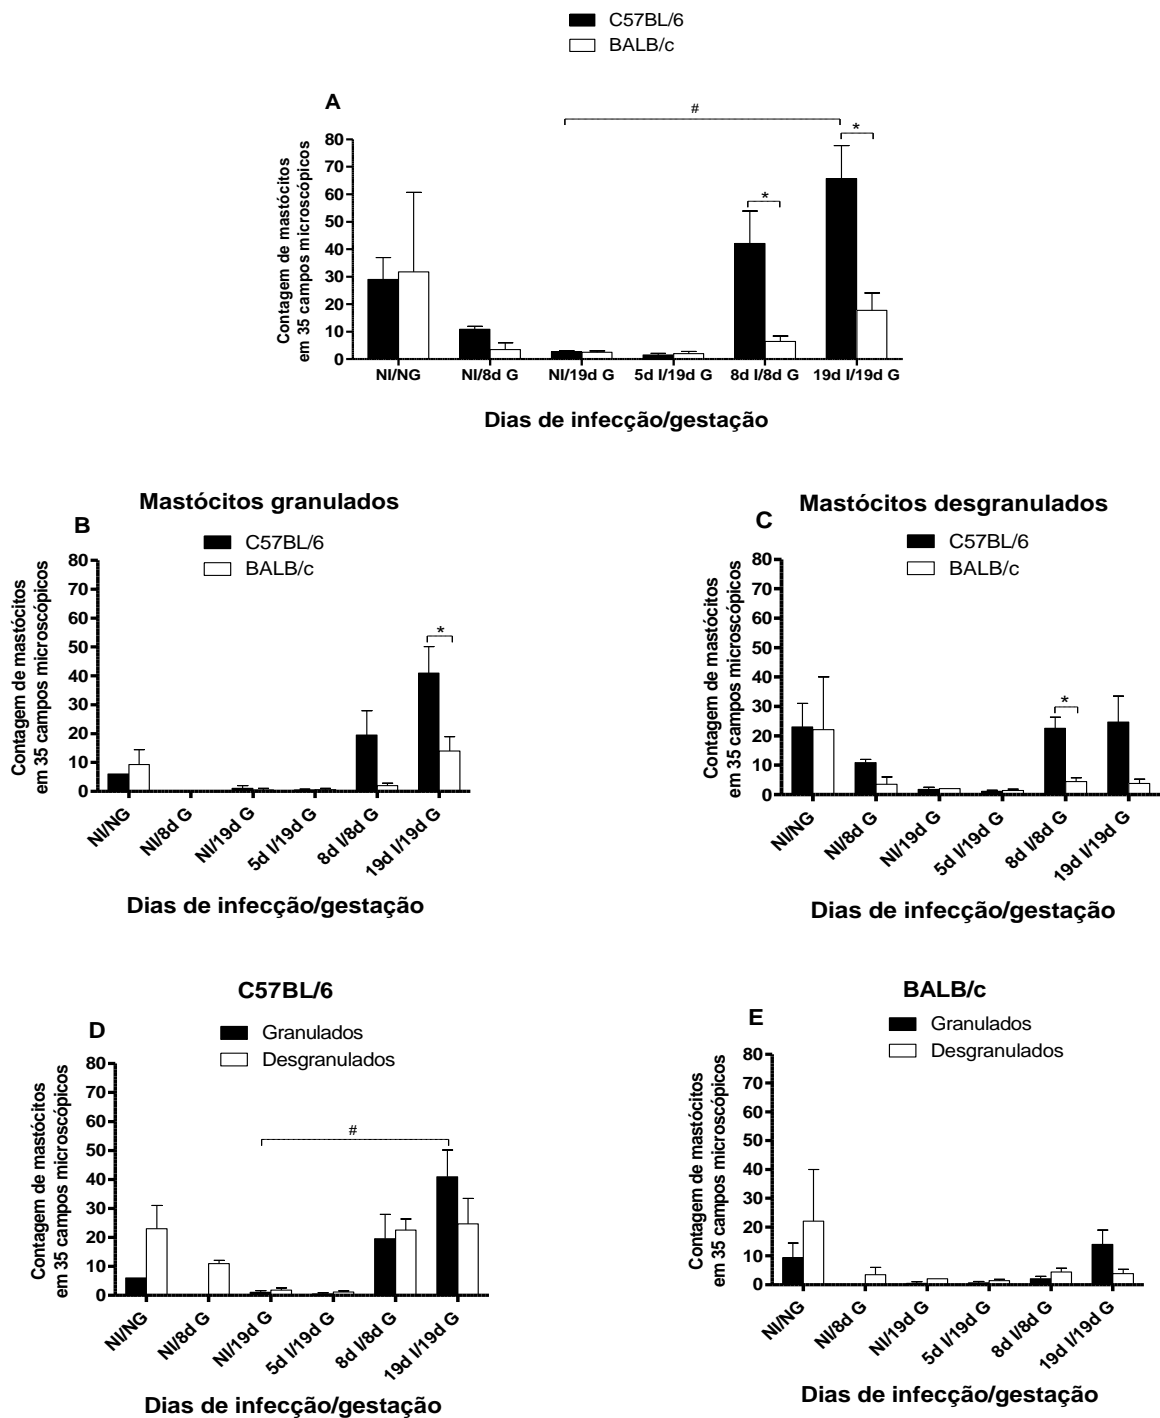 C57BL/6
BALB/c
A
#
*
*
Contagem de mastócitos
em 35 campos microscópicos
80
70
60
50
40
30
20
10
0
NI/NG NI/8d G NI/19d G 5d I/19d G 8d I/8d G 19d I/19d G
Dias de infecção/gestação
Mastócitos granulados
B
C57BL/6
BALB/c
*
Contagem de mastócitos
em 35 campos microscópicos
80
70
60
50
40
30
20
10
0
NI/NG
NI/8d G
NI/19d G
5d I/19d G
8d I/8d G
19d I/19d G
Dias de infecção/gestação
Mastócitos desgranulados
C
C57BL/6
BALB/c
*
Contagem de mastócitos
em 35 campos microscópicos
80
70
60
50
40
30
20
10
0
NI/NG
NI/8d G
NI/19d G
5d I/19d G
8d I/8d G
19d I/19d G
Dias de infecção/gestação
C57BL/6
D
Granulados
Desgranulados
#
Contagem de mastócitos
em 35 campos microscópicos
80
70
60
50
40
30
20
10
0
NI/NG
NI/8d G
NI/19d G
5d I/19d G
8d I/8d G
19d I/19d G
Dias de infecção/gestação
BALB/c
E
Granulados
Desgranulados
Contagem de mastócitos
em 35 campos microscópicos
80
70
60
50
40
30
20
10
0
NI/NG
NI/8d G
NI/19d G
5d I/19d G
8d I/8d G
19d I/19d G
Dias de infecção/gestação